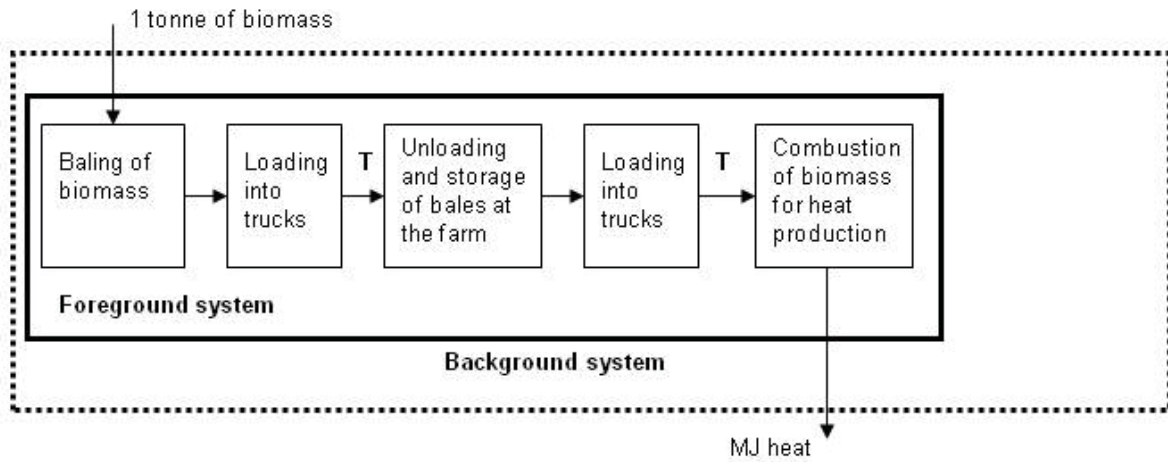 1 tonne of biomass
Baling of
biomass
Loading
into
trucks
T
Unloading
and storage
of bales at
the farm
Loading
into
trucks
T
Combustion
of biomass
for heat
production
Foreground system
Background system
MJ heat